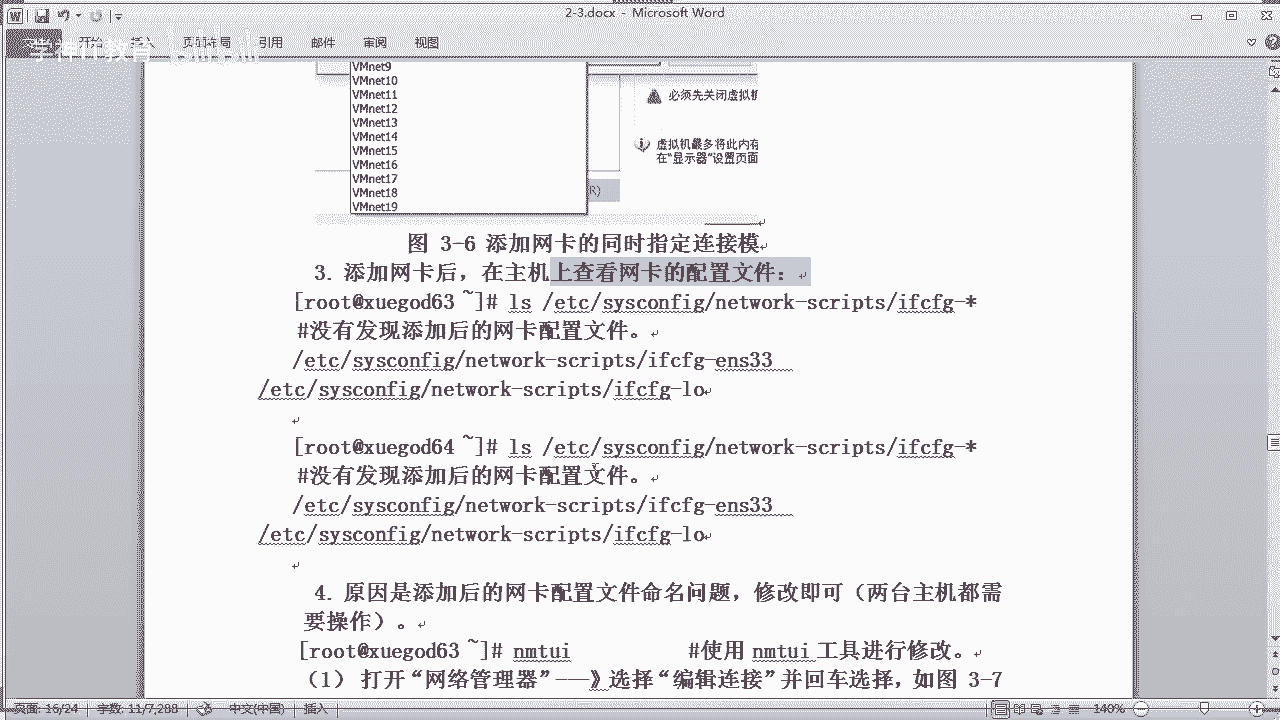 2-3.docx - Microsoft Word
开始 插入 页面布局 引用 邮件 审阅 视图
学神IT教育 bilibili
VMnet9
VMnet10
VMnet11
VMnet12
VMnet13
VMnet14
VMnet15
VMnet16
VMnet17
VMnet18
VMnet19
必须先关闭虚拟机
虚拟机最多将此内存
在“显示器”设置页面
(R)
图 3-6 添加网卡的同时指定连接模
3. 添加网卡后，在主机上查看网卡的配置文件：
[root@xuegod63 ~]# ls /etc/sysconfig/network-scripts/ifcfg-*
#没有发现添加后的网卡配置文件。
/etc/sysconfig/network-scripts/ifcfg-ens33
/etc/sysconfig/network-scripts/ifcfg-lo
[root@xuegod64 ~]# ls /etc/sysconfig/network-scripts/ifcfg-*
#没有发现添加后的网卡配置文件。
/etc/sysconfig/network-scripts/ifcfg-ens33
/etc/sysconfig/network-scripts/ifcfg-lo
4. 原因是添加后的网卡配置文件命名问题，修改即可（两台主机都需
要操作）。
[root@xuegod63 ~]# nmtui #使用 nmtui 工具进行修改。
（1） 打开“网络管理器”---》选择“编辑连接”并回车选择，如图 3-7
页面: 16/24 字数: 11/7,288 中文(中国) 插入 140%